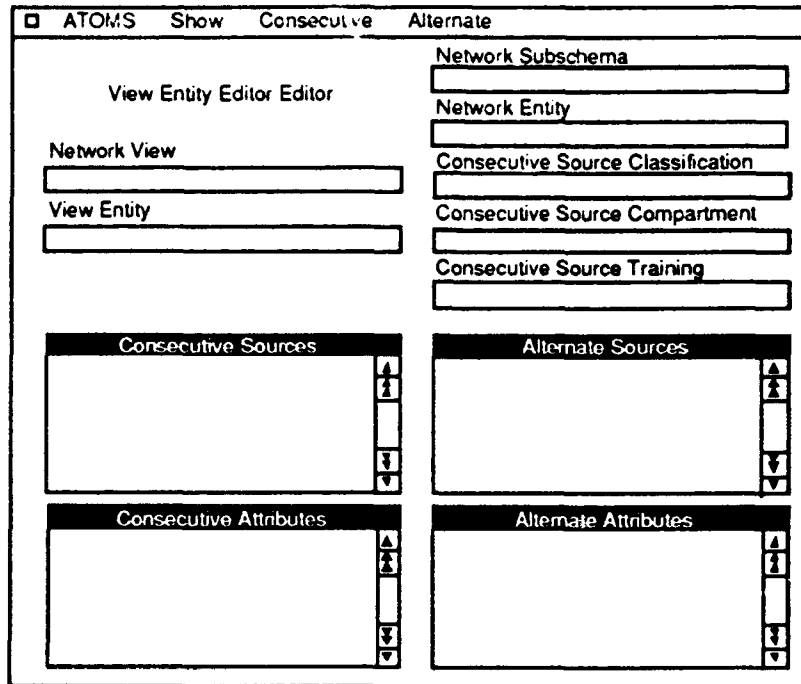 ATOMS Show Consecutive Alternate
View Entity Editor Editor
Network View
View Entity
Network Subschema
Network Entity
Consecutive Source Classification
Consecutive Source Compartment
Consecutive Source Training
Consecutive Sources
Alternate Sources
Consecutive Attributes
Alternate Attributes